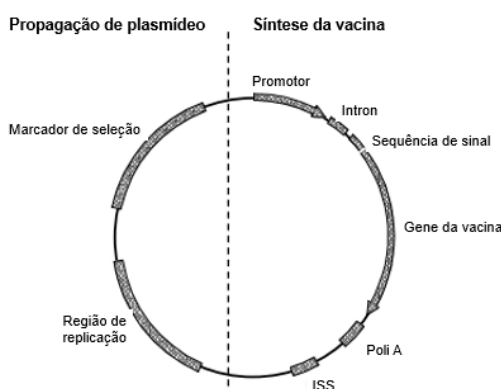 Propagação de plasmídeo
Síntese da vacina
Promotor
Intron
Marcador de seleção
Sequência de sinal
Gene da vacina
Região de
replicação
Poli A
ISS